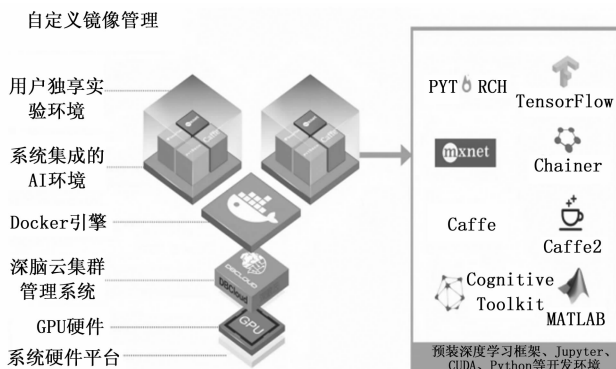 自定义镜像管理
用户独享实
验环境
系统集成的
AI环境
Docker引擎
深脑云集群
管理系统
GPU硬件
系统硬件平台
DBCLOUD
DBCloud
GPU
PYT RCH
TensorFlow
mxnet
Chainer
Caffe
Caffe2
Cognitive
Toolkit
MATLAB
预装深度学习框架、Jupyter、
CUDA、Python等开发环境